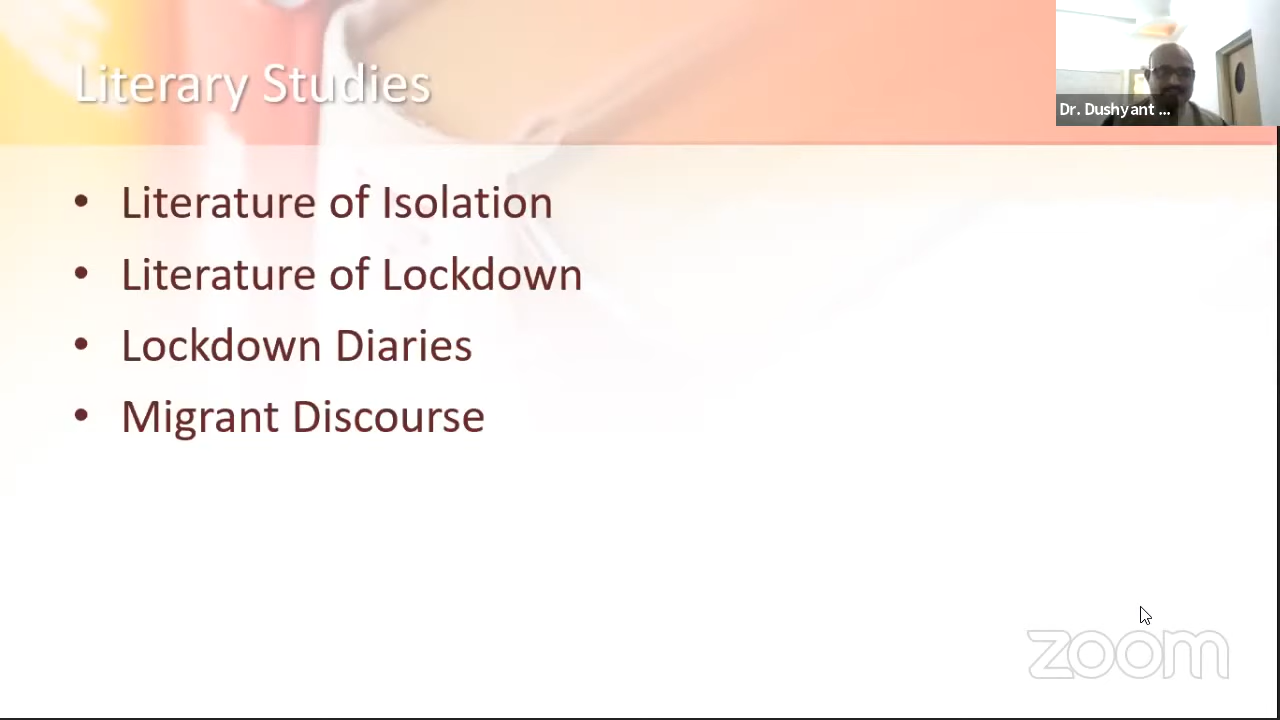 Literary Studies
Dr. Dushyant ...
• Literature of Isolation
• Literature of Lockdown
• Lockdown Diaries
• Migrant Discourse
zoom